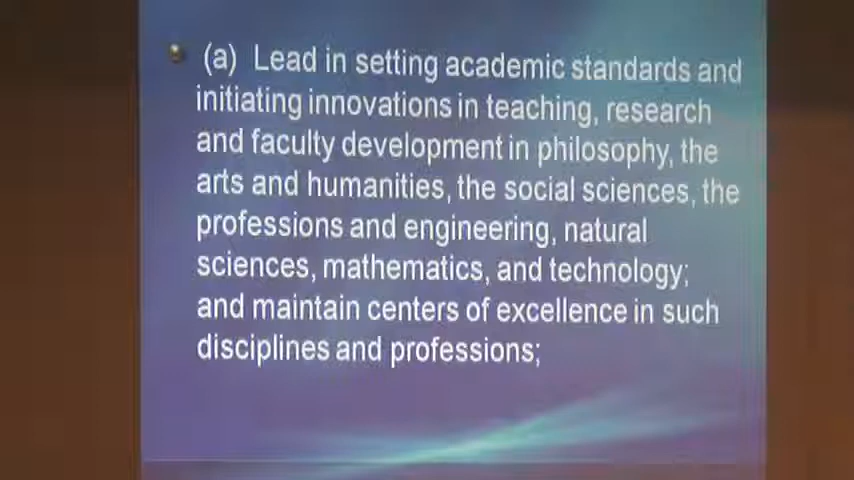 (a) Lead in setting academic standards and
initiating innovations in teaching, research
and faculty development in philosophy, the
arts and humanities, the social sciences, the
professions and engineering, natural
sciences, mathematics, and technology;
and maintain centers of excellence in such
disciplines and professions;